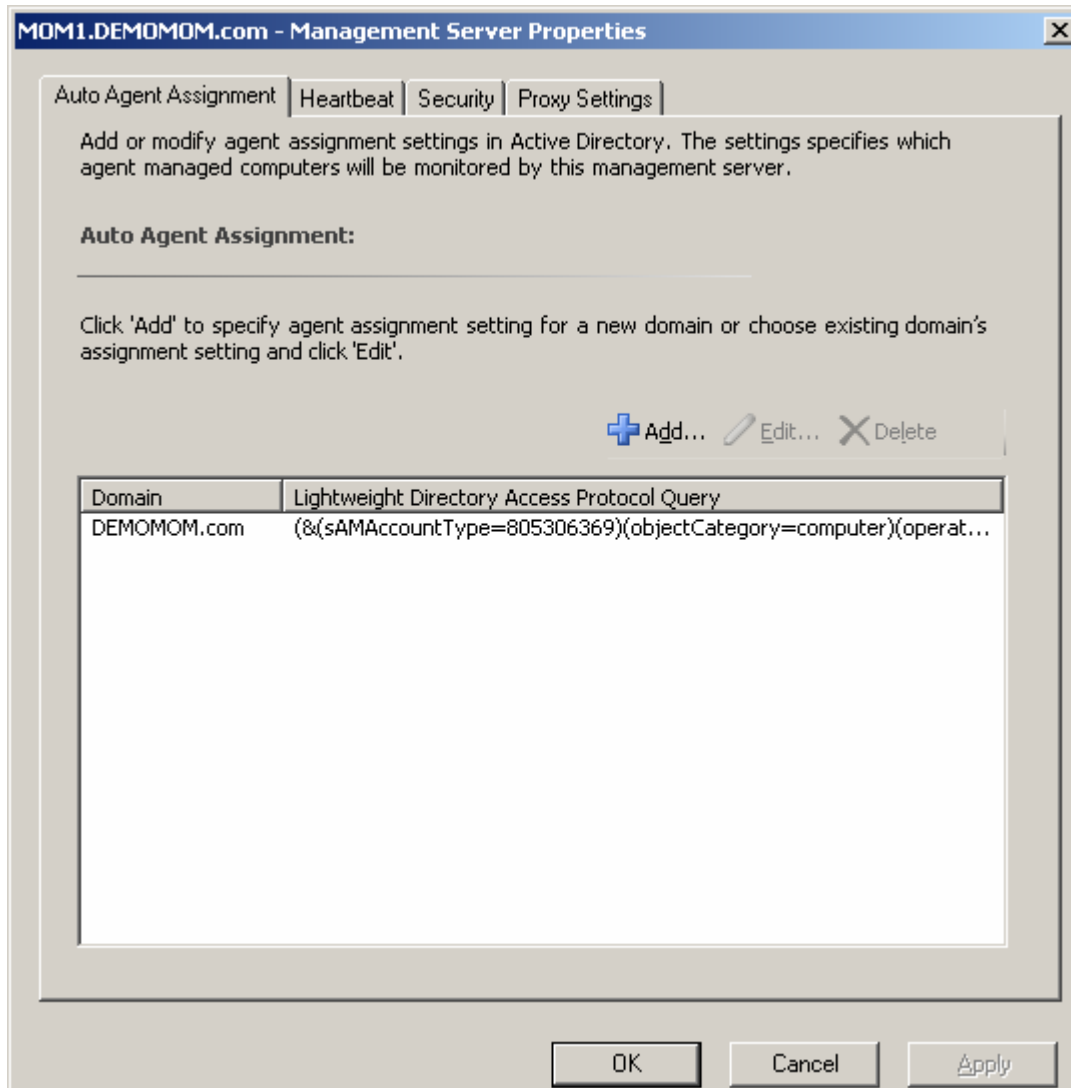 MOM1.DEMOMOM.com - Management Server Properties
Auto Agent Assignment Heartbeat Security Proxy Settings
Add or modify agent assignment settings in Active Directory. The settings specifies which
agent managed computers will be monitored by this management server.
Auto Agent Assignment:
Click 'Add' to specify agent assignment setting for a new domain or choose existing domain's
assignment setting and click 'Edit'.
Add... Edit... Delete
Domain Lightweight Directory Access Protocol Query
DEMOMOM.com (&(sAMAccountType=805306369)(objectCategory=computer)(operat...
OK Cancel Apply